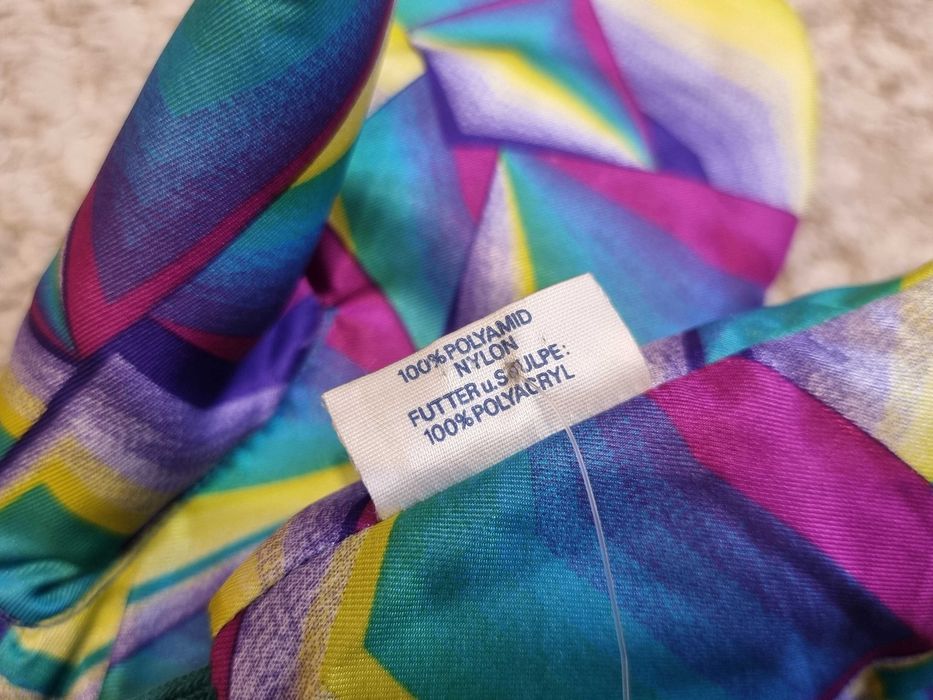 100% POLYAMID
NYLON
FUTTER u. STULPE:
100% POLYACRYL